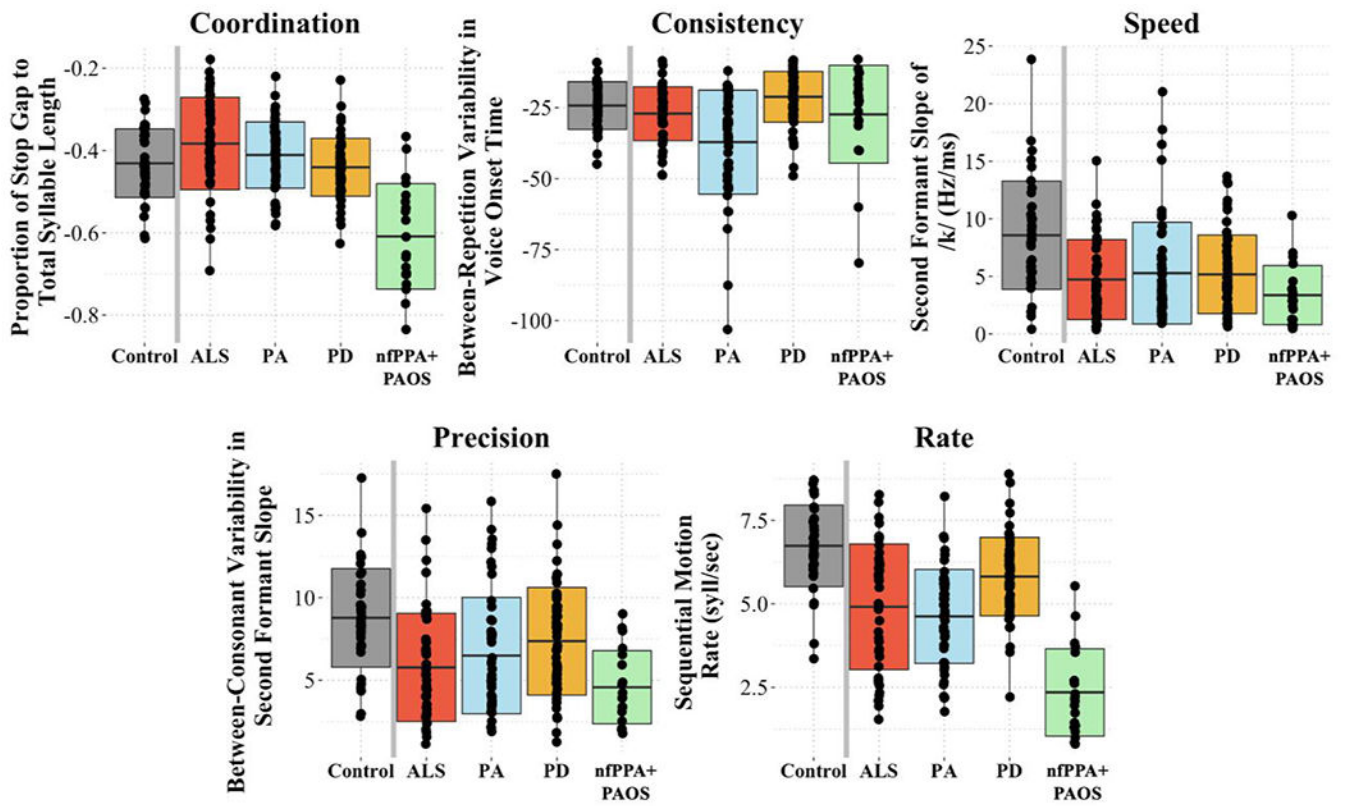 Coordination
Proportion of Stop Gap to
Total Syllable Length
-0.2
-0.4
-0.6
-0.8
Control
ALS
PA
PD
nfPPA+
PAOS
Consistency
Between-Repetition Variability in
Voice Onset Time
-25
-50
-75
-100
Control
ALS
PA
PD
nfPPA+
PAOS
Speed
Second Formant Slope of
/k/ (Hz/ms)
25
20
15
10
5
0
Control
ALS
PA
PD
nfPPA+
PAOS
Precision
Between-Consonant Variability in
Second Formant Slope
15
10
5
Control
ALS
PA
PD
nfPPA+
PAOS
Rate
Sequential Motion
Rate (syll/sec)
7.5
5.0
2.5
Control
ALS
PA
PD
nfPPA+
PAOS